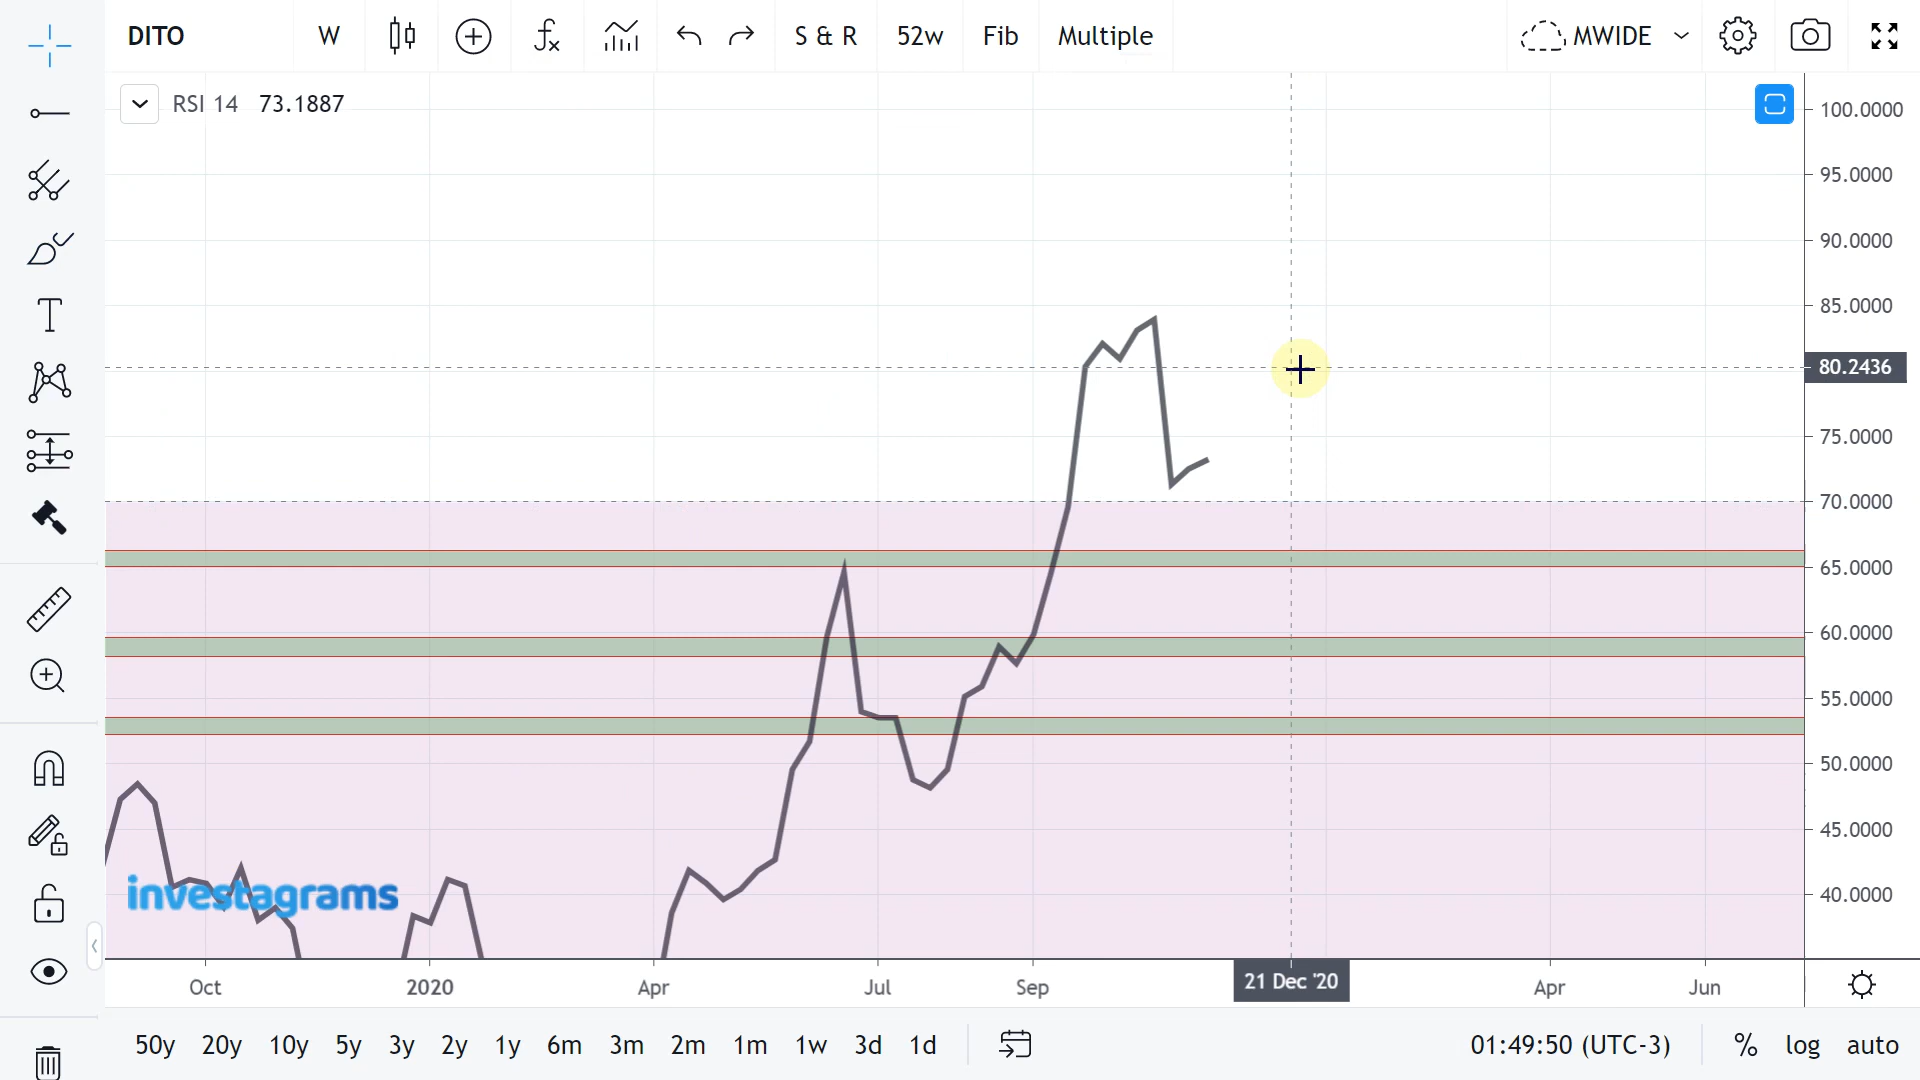 DITO W S & R 52w Fib Multiple MWIDE
RSI 14 73.1887
100.0000
95.0000
90.0000
85.0000
80.2436
75.0000
70.0000
65.0000
60.0000
55.0000
50.0000
45.0000
40.0000
investagrams
Oct 2020 Apr Jul Sep 21 Dec '20 Apr Jun
50y 20y 10y 5y 3y 2y 1y 6m 3m 2m 1m 1w 3d 1d 01:49:50 (UTC-3) % log auto